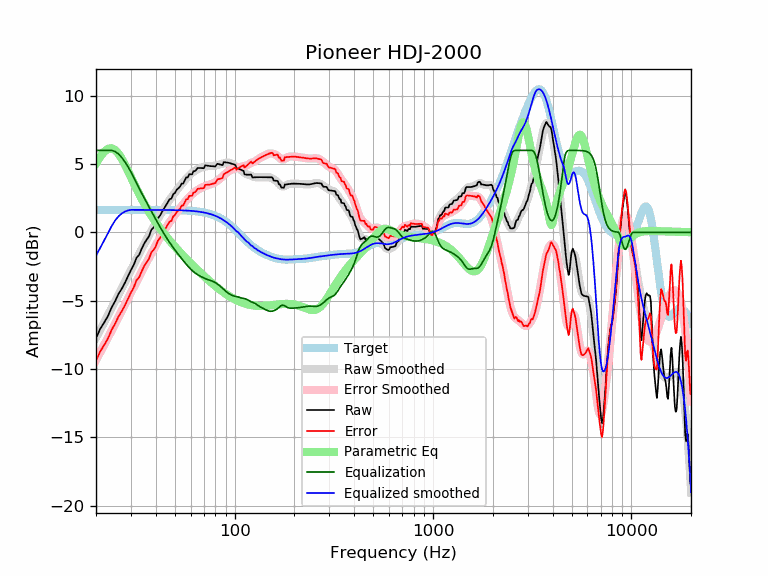 Pioneer HDJ-2000
Amplitude (dBr)
10
5
0
−5
−10
−15
−20
Target
Raw Smoothed
Error Smoothed
Raw
Error
Parametric Eq
Equalization
Equalized smoothed
100
1000
10000
Frequency (Hz)